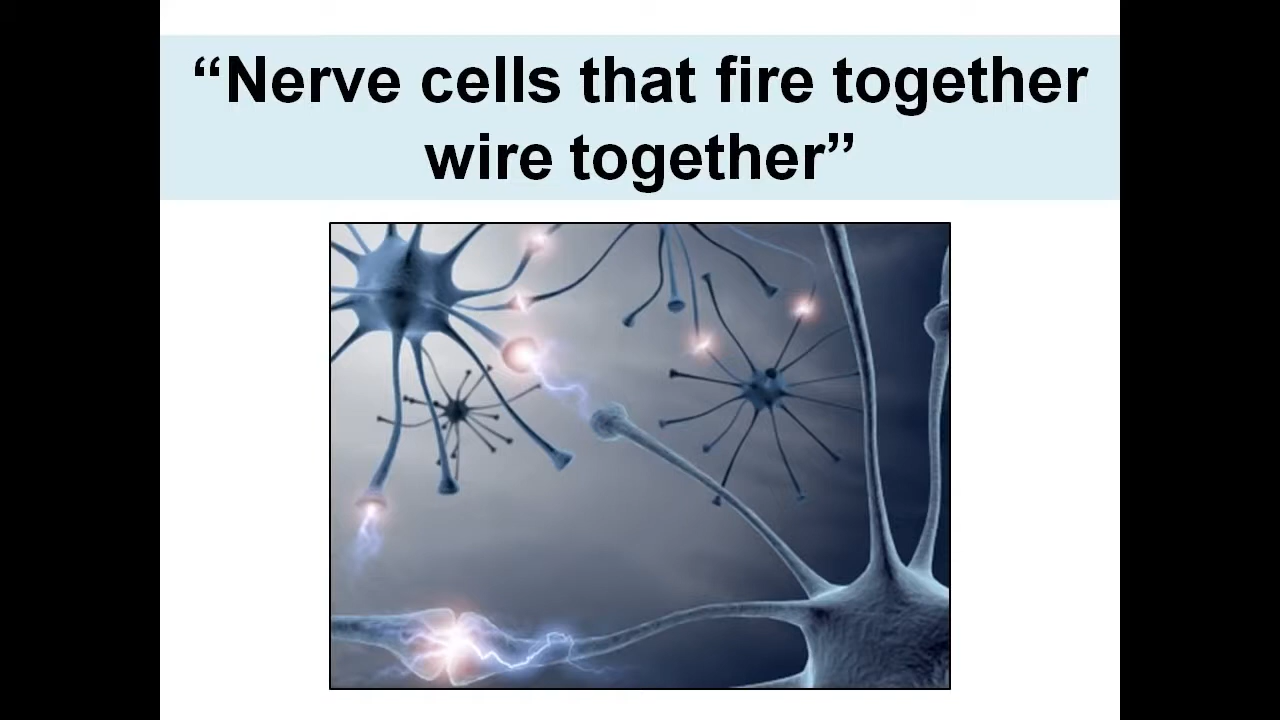 “Nerve cells that fire together
wire together”